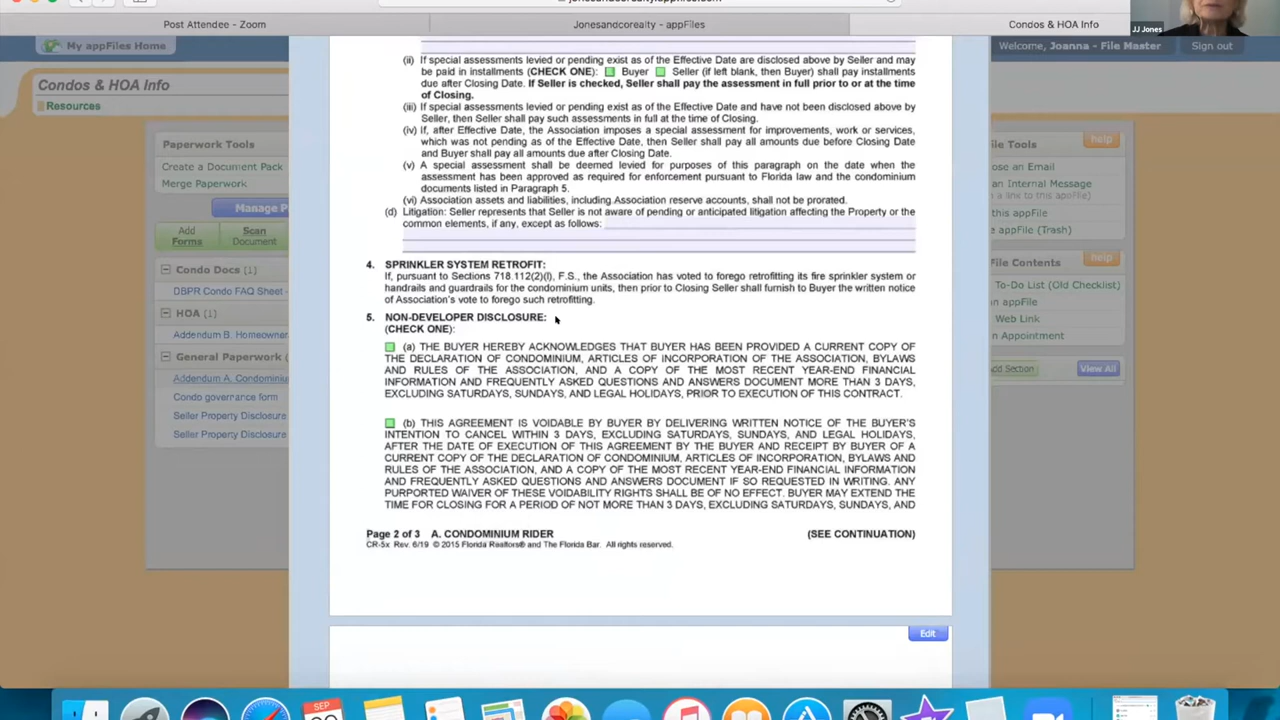 Post Attendee - Zoom
Jonesandcorealty - appFiles
Condos & HOA Info
JJ Jones
My appFiles Home
Welcome, Joanna - File Master
Sign out
Condos & HOA Info
Resources
Paperwork Tools
Create a Document Pack
Merge Paperwork
Add
Forms
Scan
Document
Condo Docs [1]
DBPR Condo FAQ Sheet -
HOA (1)
Addendum B. Homeowner
General Paperwork
Addendum A. Condominiu
Condo governance form
Seller Property Disclosure
Seller Property Disclosure
(ii) If special assessments levied or pending exist as of the Effective Date are disclosed above by Seller and may
be paid in installments (CHECK ONE): Buyer Seller (if left blank, then Buyer) shall pay installments
due after Closing Date. If Seller is checked, Seller shall pay the assessment in full prior to or at the time
of Closing.
(iii) If special assessments levied or pending exist as of the Effective Date and have not been disclosed above by
Seller, then Seller shall pay such assessments in full at the time of Closing.
(iv) If, after Effective Date, the Association imposes a special assessment for improvements, work or services,
which was not pending as of the Effective Date, then Seller shall pay all amounts due before Closing Date
and Buyer shall pay all amounts due after Closing Date.
(v) A special assessment shall be deemed levied for purposes of this paragraph on the date when the
assessment has been approved as required for enforcement pursuant to Florida law and the condominium
documents listed in Paragraph 5.
(vi) Association assets and liabilities, including Association reserve accounts, shall not be prorated.
(d) Litigation: Seller represents that Seller is not aware of pending or anticipated litigation affecting the Property or the
common elements, if any, except as follows:
4. SPRINKLER SYSTEM RETROFIT:
If, pursuant to Sections 718.112(2)(l), F.S., the Association has voted to forego retrofitting its fire sprinkler system or
handrails and guardrails for the condominium units, then prior to Closing Seller shall furnish to Buyer the written notice
of Association's vote to forego such retrofitting.
5. NON-DEVELOPER DISCLOSURE:
(CHECK ONE):
(a) THE BUYER HEREBY ACKNOWLEDGES THAT BUYER HAS BEEN PROVIDED A CURRENT COPY OF
THE DECLARATION OF CONDOMINIUM, ARTICLES OF INCORPORATION OF THE ASSOCIATION, BYLAWS
AND RULES OF THE ASSOCIATION, AND A COPY OF THE MOST RECENT YEAR-END FINANCIAL
INFORMATION AND FREQUENTLY ASKED QUESTIONS AND ANSWERS DOCUMENT MORE THAN 3 DAYS,
EXCLUDING SATURDAYS, SUNDAYS, AND LEGAL HOLIDAYS, PRIOR TO EXECUTION OF THIS CONTRACT.
(b) THIS AGREEMENT IS VOIDABLE BY BUYER BY DELIVERING WRITTEN NOTICE OF THE BUYER'S
INTENTION TO CANCEL WITHIN 3 DAYS, EXCLUDING SATURDAYS, SUNDAYS, AND LEGAL HOLIDAYS,
AFTER THE DATE OF EXECUTION OF THIS AGREEMENT BY THE BUYER AND RECEIPT BY BUYER OF A
CURRENT COPY OF THE DECLARATION OF CONDOMINIUM, ARTICLES OF INCORPORATION, BYLAWS AND
RULES OF THE ASSOCIATION, AND A COPY OF THE MOST RECENT YEAR-END FINANCIAL INFORMATION
AND FREQUENTLY ASKED QUESTIONS AND ANSWERS DOCUMENT IF SO REQUESTED IN WRITING. ANY
PURPORTED WAIVER OF THESE VOIDABILITY RIGHTS SHALL BE OF NO EFFECT. BUYER MAY EXTEND THE
TIME FOR CLOSING FOR A PERIOD OF NOT MORE THAN 3 DAYS, EXCLUDING SATURDAYS, SUNDAYS, AND
Page 2 of 3 A. CONDOMINIUM RIDER (SEE CONTINUATION)
CR-5x Rev. 6/19 © 2015 Florida Realtors® and The Florida Bar. All rights reserved.
Edit
ile Tools
help
an Email
an Internal Message
a link to this appFile)
this appFile
e appFile (Trash)
ile Contents
help
To-Do List (Old Checklist)
an appFile
Web Link
Appointment
dd Section
View All
SEP